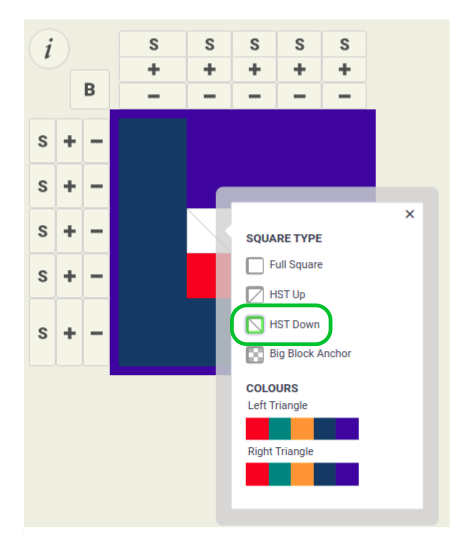 i S S S S S
+ + + + +
B − − − − −
S + −
S + −
S + −
S + −
S + −
×
SQUARE TYPE
Full Square
HST Up
HST Down
Big Block Anchor
COLOURS
Left Triangle
Right Triangle